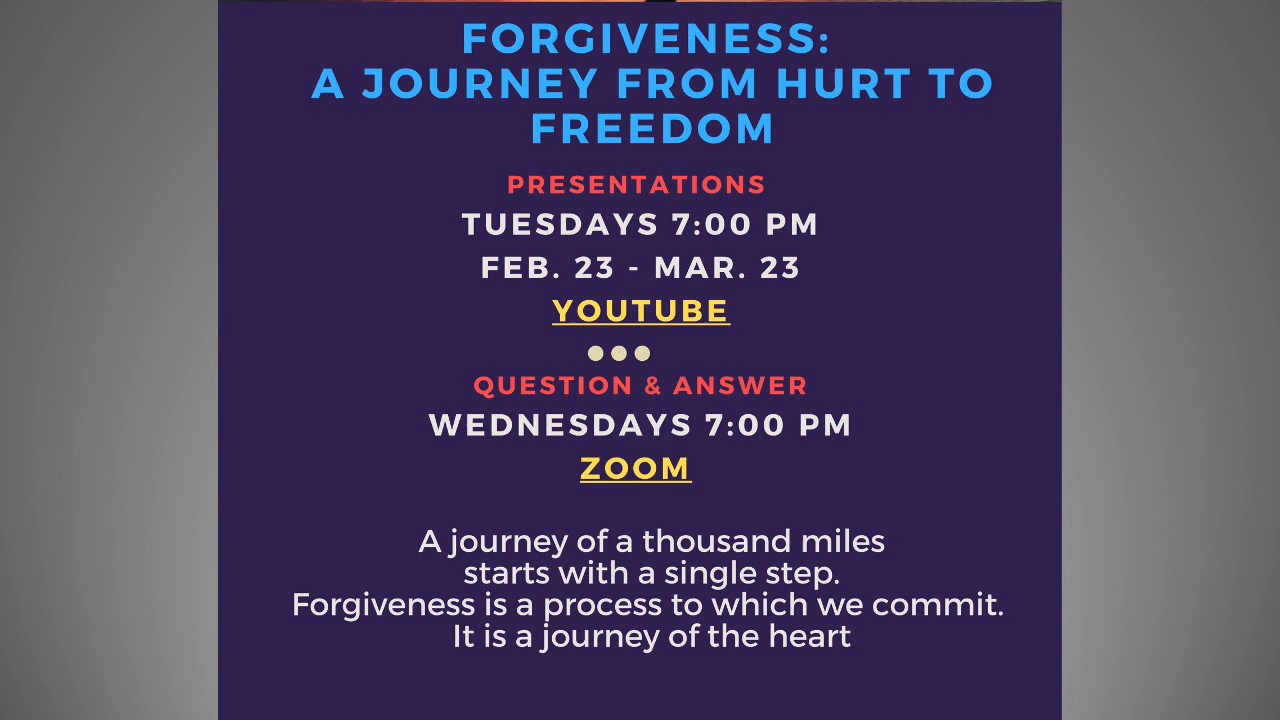 FORGIVENESS:
A JOURNEY FROM HURT TO
FREEDOM
PRESENTATIONS
TUESDAYS 7:00 PM
FEB. 23 - MAR. 23
YOUTUBE
QUESTION & ANSWER
WEDNESDAYS 7:00 PM
ZOOM
A journey of a thousand miles
starts with a single step.
Forgiveness is a process to which we commit.
It is a journey of the heart